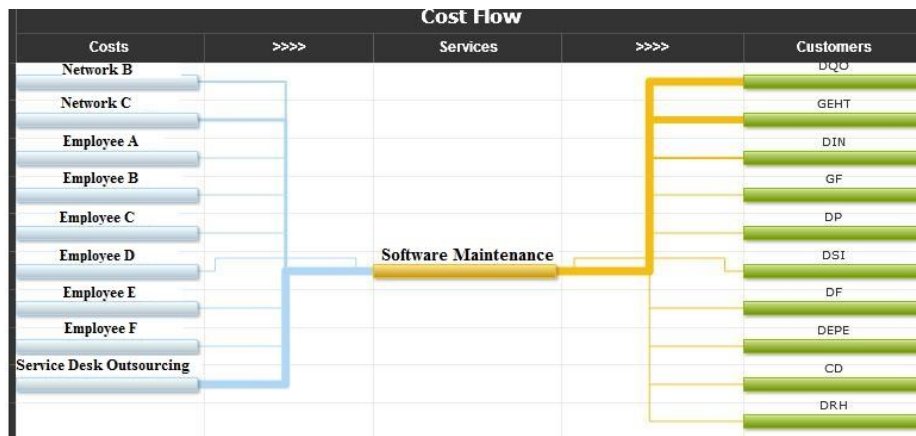 Cost Flow
Costs >>>> Services >>>> Customers
Network B
Network C
Employee A
Employee B
Employee C
Employee D
Employee E
Employee F
Service Desk Outsourcing
Software Maintenance
DQO
GEHT
DIN
GF
DP
DSI
DF
DEPE
CD
DRH